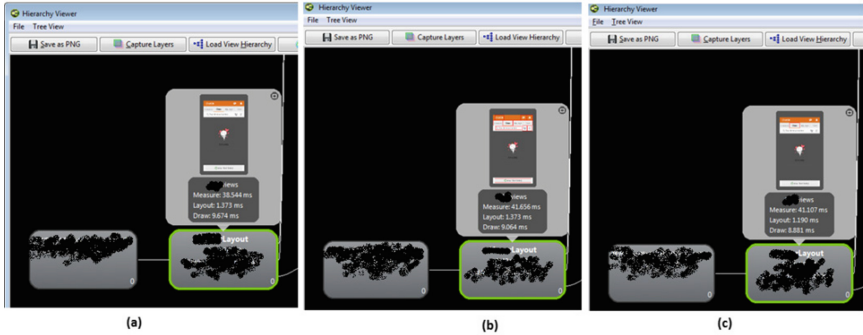 Hierarchy Viewer
File Tree View
Save as PNG Capture Layers Load View Hierarchy
views
Measure: 38.544 ms
Layout: 1.373 ms
Draw: 9.674 ms
Layout
0
0
(a)
Hierarchy Viewer
File Tree View
Save as PNG Capture Layers Load View Hierarchy
views
Measure: 41.656 ms
Layout: 1.373 ms
Draw: 9.064 ms
Layout
0
0
(b)
Hierarchy Viewer
File Tree View
Save as PNG Capture Layers Load View Hierarchy
views
Measure: 41.107 ms
Layout: 1.190 ms
Draw: 8.881 ms
Layout
0
0
(c)